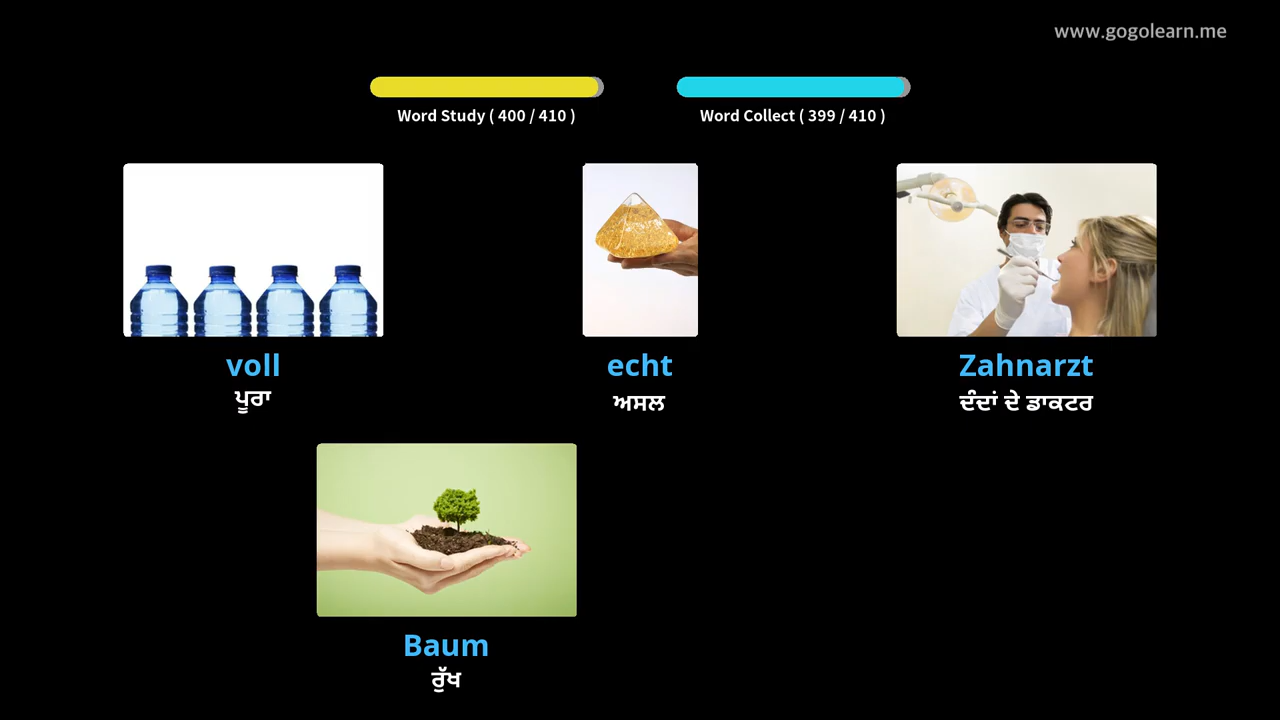 www.gogolearn.me
Word Study ( 400 / 410 )
Word Collect ( 399 / 410 )
voll
ਪੂਰਾ
echt
ਅਸਲ
Zahnarzt
ਦੰਦਾਂ ਦੇ ਡਾਕਟਰ
Baum
ਰੁੱਖ